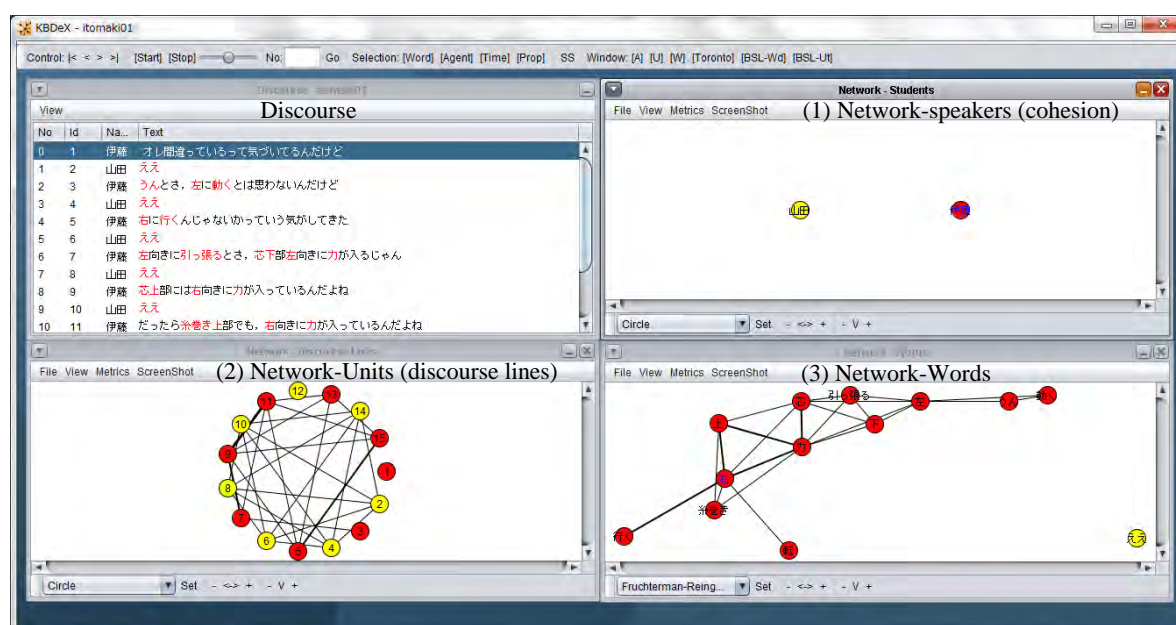 KBDeX - itomaki01
Control: |< < > >| [Start] [Stop] No: Go Selection: [Word] [Agent] [Time] [Prop] SS Window: [A] [U] [W] [Toronto] [BSL-Wd] [BSL-Ut]
View
Discourse
No Id Na... Text
0 1 伊藤 オレ間違っているって気づいてるんだけど
1 2 山田 ええ
2 3 伊藤 うんとさ，左に動くとは思わないんだけど
3 4 山田 ええ
4 5 伊藤 右に行くんじゃないかっていう気がしてきた
5 6 山田 ええ
6 7 伊藤 左向きに引っ張るとさ，芯下部左向きに力が入るじゃん
7 8 山田 ええ
8 9 伊藤 芯上部には右向きに力が入っているんだよね
9 10 山田 ええ
10 11 伊藤 だったら糸巻き上部でも，右向きに力が入っているんだよね
Network - Students
File View Metrics ScreenShot
(1) Network-speakers (cohesion)
山田 伊藤
Circle Set - <-> + - V +
File View Metrics ScreenShot
(2) Network-Units (discourse lines)
12
11 13
10 14
9 15
1
8 2
7 3
6 4
5
Circle Set - <-> + - V +
File View Metrics ScreenShot
(3) Network-Words
芯 引っ張る 左 うん 動く
上 下
力
糸巻き
行く 転 ええ
Fruchterman-Reing... Set - <-> + - V +